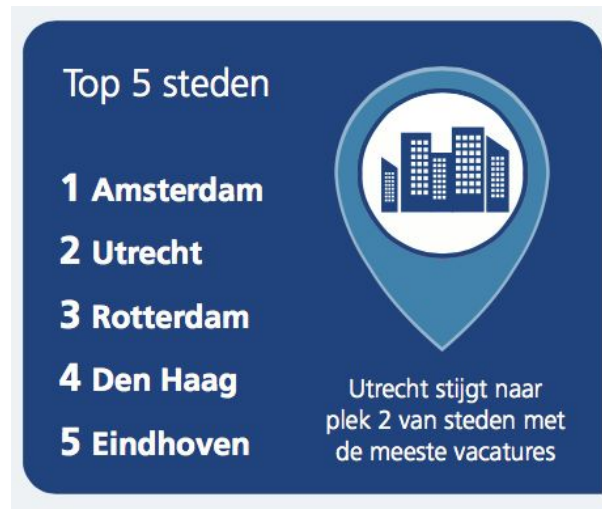 Top 5 steden
1 Amsterdam
2 Utrecht
3 Rotterdam
4 Den Haag
5 Eindhoven
Utrecht stijgt naar
plek 2 van steden met
de meeste vacatures